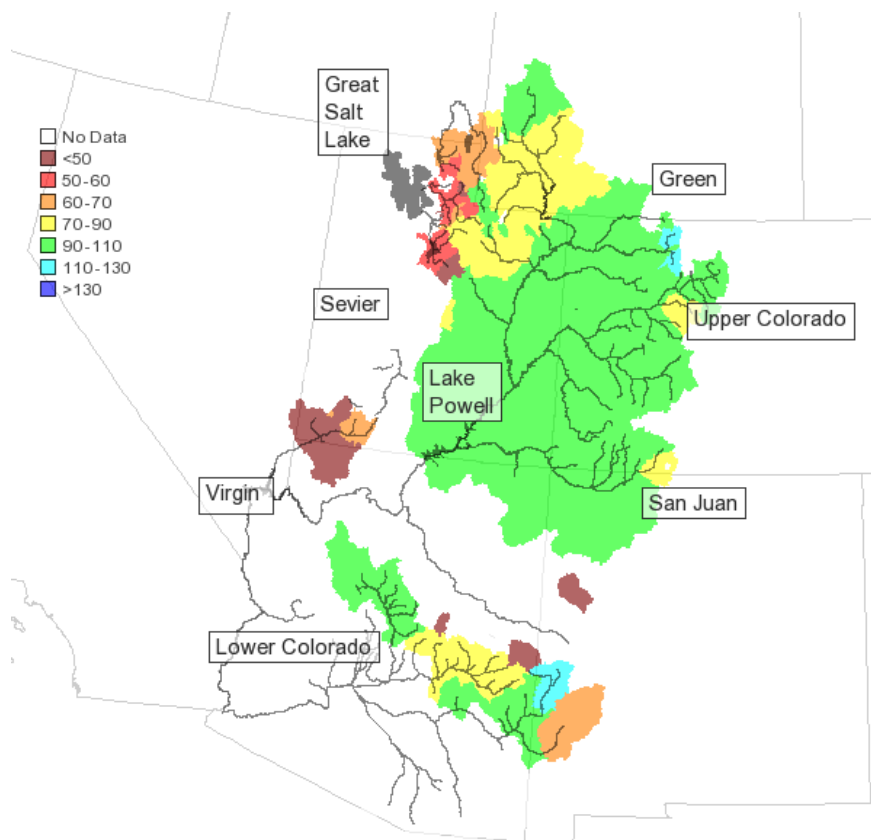 Great
Salt
Lake
No Data
<50
50-60
60-70
70-90
90-110
110-130
>130
Green
Sevier
Upper Colorado
Lake
Powell
Virgin
San Juan
Lower Colorado